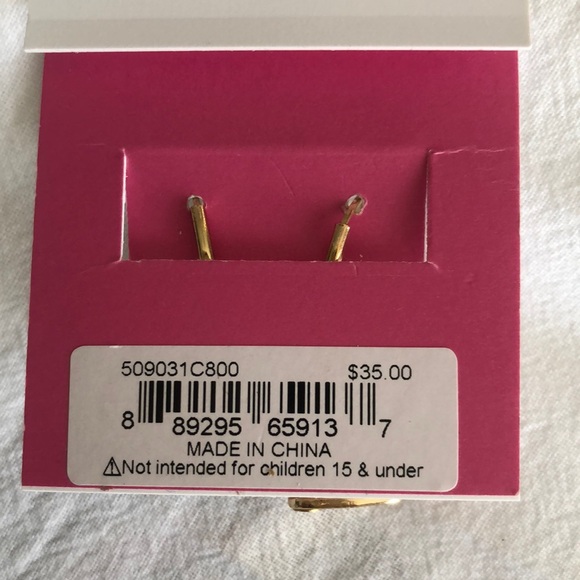 509031C800 $35.00
8 89295 65913 7
MADE IN CHINA
⚠Not intended for children 15 & under